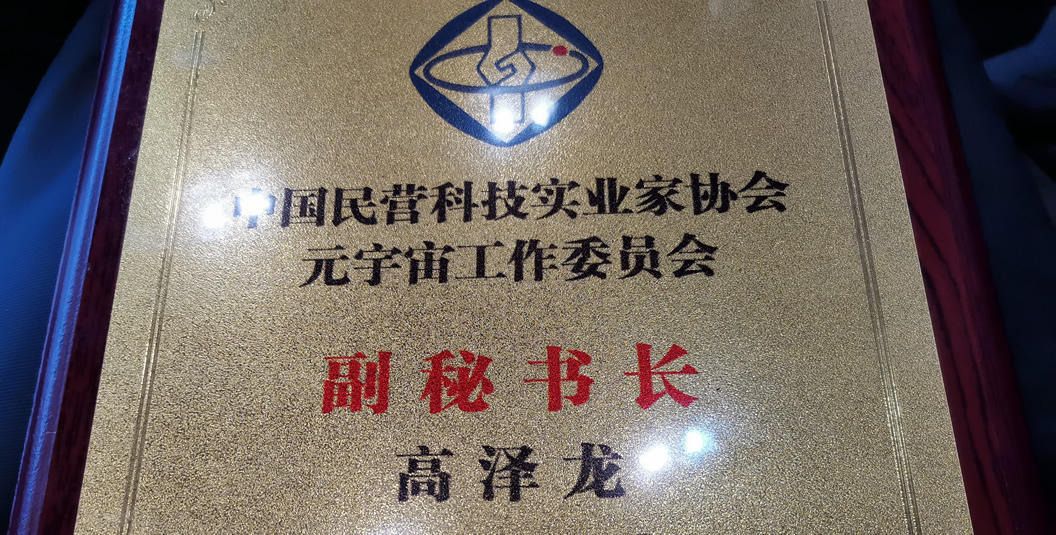 中国民营科技实业家协会
元宇宙工作委员会
副秘书长
高泽龙